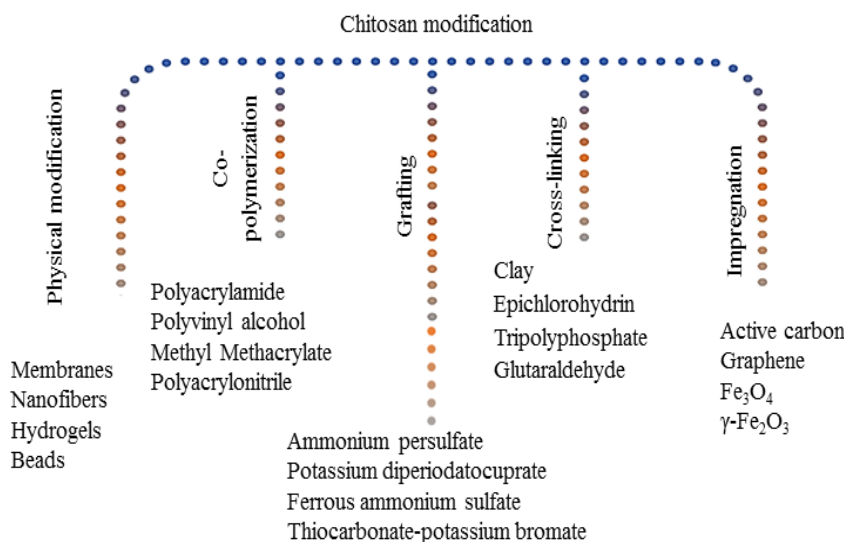 Chitosan modification
Physical modification
Membranes
Nanofibers
Hydrogels
Beads
Co-
polymerization
Polyacrylamide
Polyvinyl alcohol
Methyl Methacrylate
Polyacrylonitrile
Grafting
Ammonium persulfate
Potassium diperiodatocuprate
Ferrous ammonium sulfate
Thiocarbonate-potassium bromate
Cross-linking
Clay
Epichlorohydrin
Tripolyphosphate
Glutaraldehyde
Impregnation
Active carbon
Graphene
Fe₃O₄
γ-Fe₂O₃